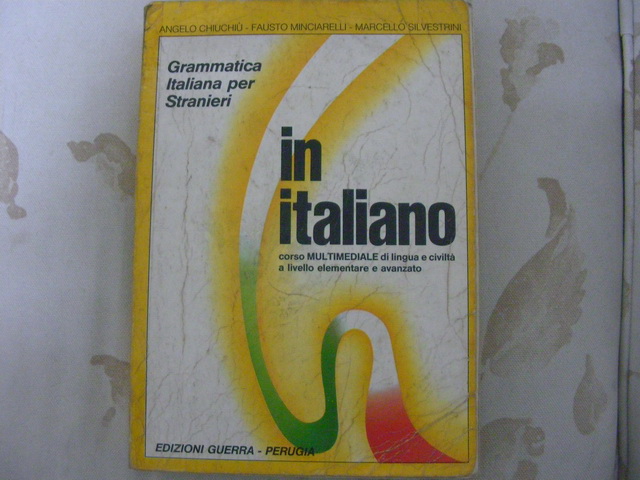 ANGELO CHIUCHIÙ - FAUSTO MINCIARELLI - MARCELLO SILVESTRINI
Grammatica
Italiana per
Stranieri
in
italiano
corso MULTIMEDIALE di lingua e civiltà
a livello elementare e avanzato
EDIZIONI GUERRA - PERUGIA